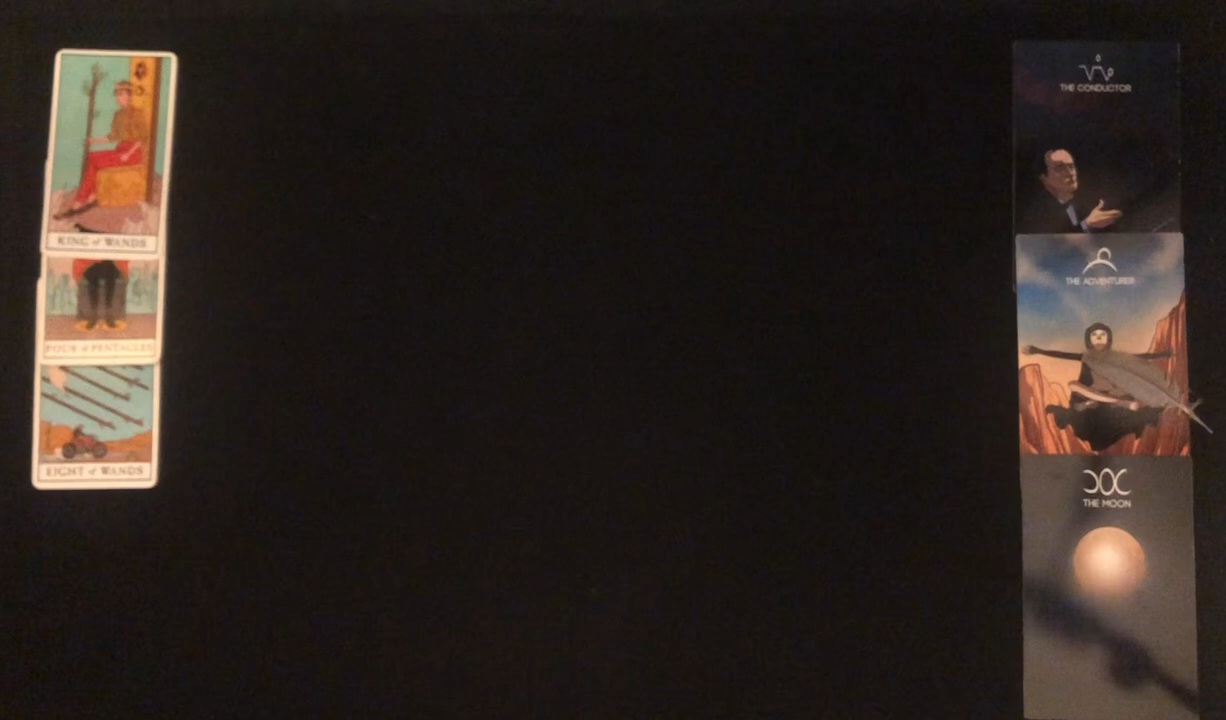 KING of WANDS
FOUR of PENTACLES
EIGHT of WANDS
THE CONDUCTOR
THE ADVENTURER
THE MOON